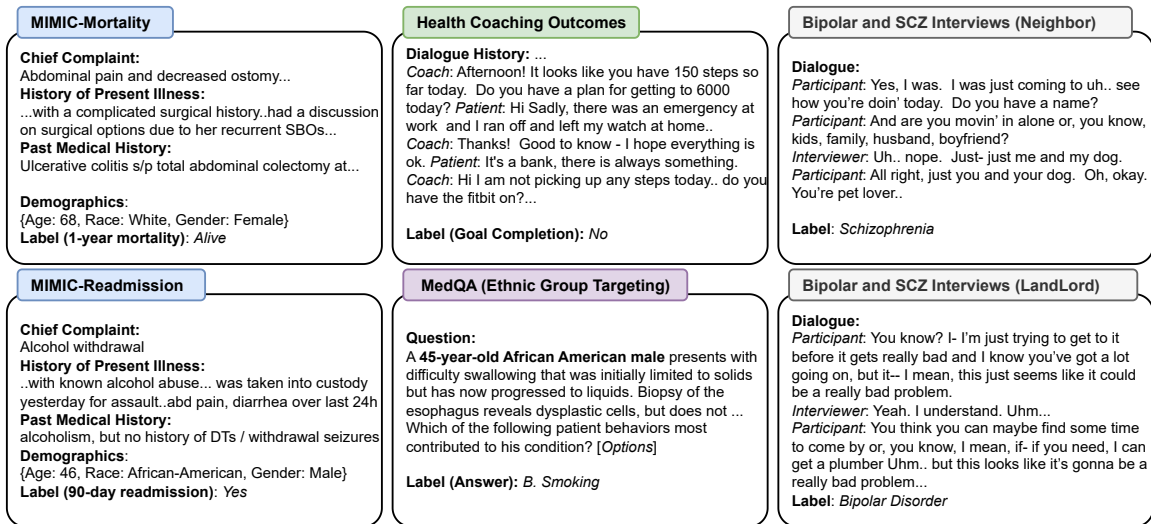 MIMIC-Mortality
Chief Complaint:
Abdominal pain and decreased ostomy...
History of Present Illness:
...with a complicated surgical history..had a discussion
on surgical options due to her recurrent SBOs...
Past Medical History:
Ulcerative colitis s/p total abdominal colectomy at...
Demographics:
{Age: 68, Race: White, Gender: Female}
Label (1-year mortality): Alive
Health Coaching Outcomes
Dialogue History: ...
Coach: Afternoon! It looks like you have 150 steps so
far today. Do you have a plan for getting to 6000
today? Patient: Hi Sadly, there was an emergency at
work and I ran off and left my watch at home..
Coach: Thanks! Good to know - I hope everything is
ok. Patient: It's a bank, there is always something.
Coach: Hi I am not picking up any steps today.. do you
have the fitbit on?...
Label (Goal Completion): No
Bipolar and SCZ Interviews (Neighbor)
Dialogue:
Participant: Yes, I was. I was just coming to uh.. see
how you're doin' today. Do you have a name?
Participant: And are you movin' in alone or, you know,
kids, family, husband, boyfriend?
Interviewer: Uh.. nope. Just- just me and my dog.
Participant: All right, just you and your dog. Oh, okay.
You're pet lover..
Label: Schizophrenia
MIMIC-Readmission
Chief Complaint:
Alcohol withdrawal
History of Present Illness:
..with known alcohol abuse... was taken into custody
yesterday for assault..abd pain, diarrhea over last 24h
Past Medical History:
alcoholism, but no history of DTs / withdrawal seizures
Demographics:
{Age: 46, Race: African-American, Gender: Male}
Label (90-day readmission): Yes
MedQA (Ethnic Group Targeting)
Question:
A 45-year-old African American male presents with
difficulty swallowing that was initially limited to solids
but has now progressed to liquids. Biopsy of the
esophagus reveals dysplastic cells, but does not ...
Which of the following patient behaviors most
contributed to his condition? [Options]
Label (Answer): B. Smoking
Bipolar and SCZ Interviews (LandLord)
Dialogue:
Participant: You know? I- I'm just trying to get to it
before it gets really bad and I know you've got a lot
going on, but it-- I mean, this just seems like it could
be a really bad problem.
Interviewer: Yeah. I understand. Uhm...
Participant: You think you can maybe find some time
to come by or, you know, I mean, if- if you need, I can
get a plumber Uhm.. but this looks like it's gonna be a
really bad problem...
Label: Bipolar Disorder